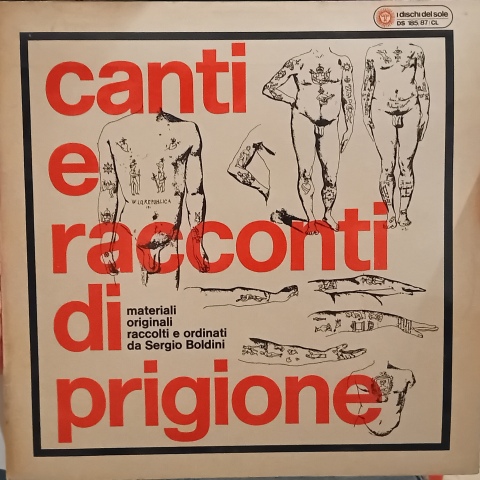 i dischi del sole
DS 185/87/CL
canti
e
racconti
di
prigione
materiali
originali
raccolti e ordinati
da Sergio Boldini
W LA REPUBLICA